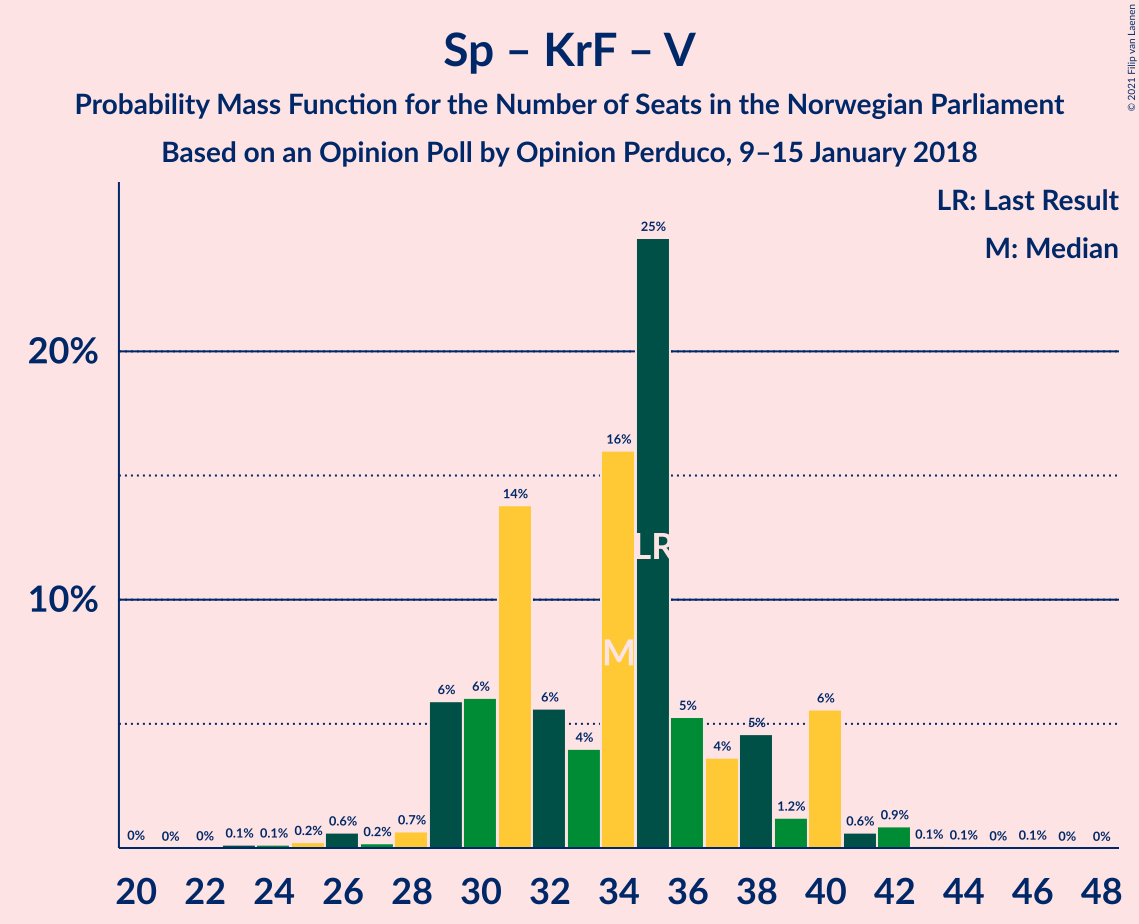 Sp – KrF – V
Probability Mass Function for the Number of Seats in the Norwegian Parliament
Based on an Opinion Poll by Opinion Perduco, 9–15 January 2018
© 2021 Filip van Laenen
LR: Last Result
M: Median
20%
10%
0% 0% 0% 0.1% 0.1% 0.2% 0.6% 0.2% 0.7% 6% 6% 14% 6% 4% 16% 25% 5% 4% 5% 1.2% 6% 0.6% 0.9% 0.1% 0.1% 0% 0.1% 0% 0%
LR
M
20 22 24 26 28 30 32 34 36 38 40 42 44 46 48